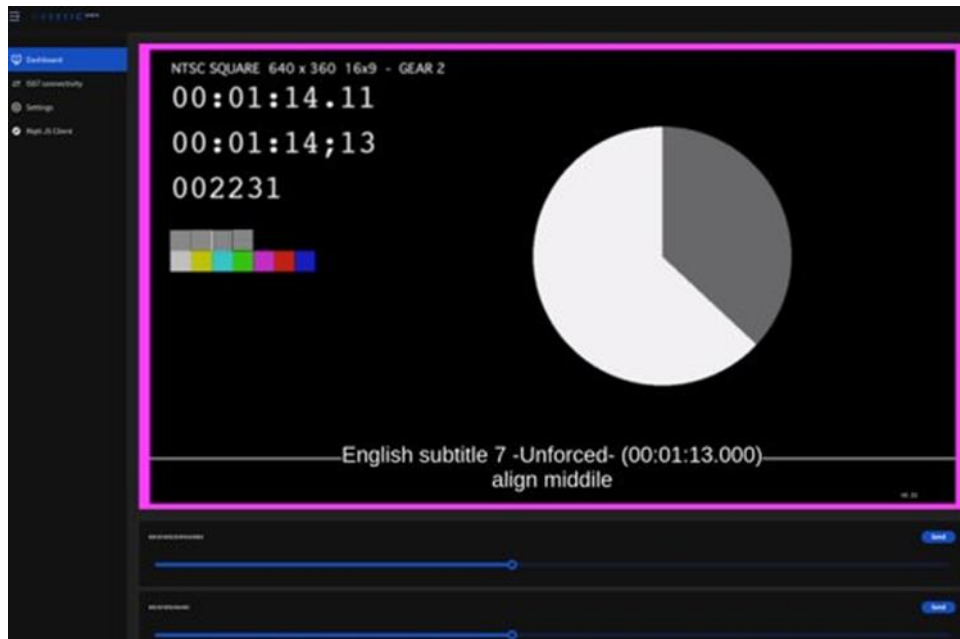 Dashboard
Settings
NTSC SQUARE 640 x 360 16x9 - GEAR 2
00:01:14.11
00:01:14;13
002231
English subtitle 7 -Unforced- (00:01:13.000)
align middile
Send
Send